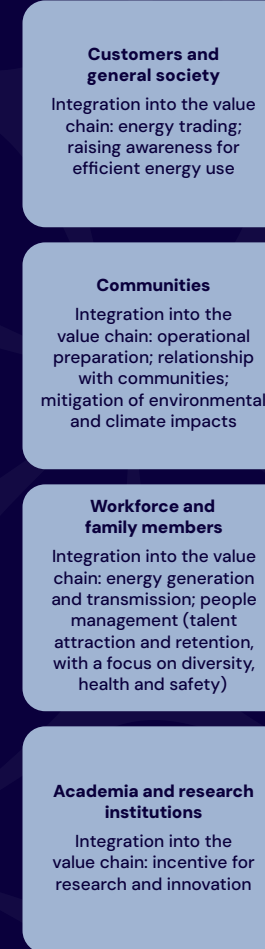 Customers and
general society
Integration into the value
chain: energy trading;
raising awareness for
efficient energy use
Communities
Integration into the
value chain: operational
preparation; relationship
with communities;
mitigation of environmental
and climate impacts
Workforce and
family members
Integration into the value
chain: energy generation
and transmission; people
management (talent
attraction and retention,
with a focus on diversity,
health and safety)
Academia and research
institutions
Integration into the
value chain: incentive for
research and innovation